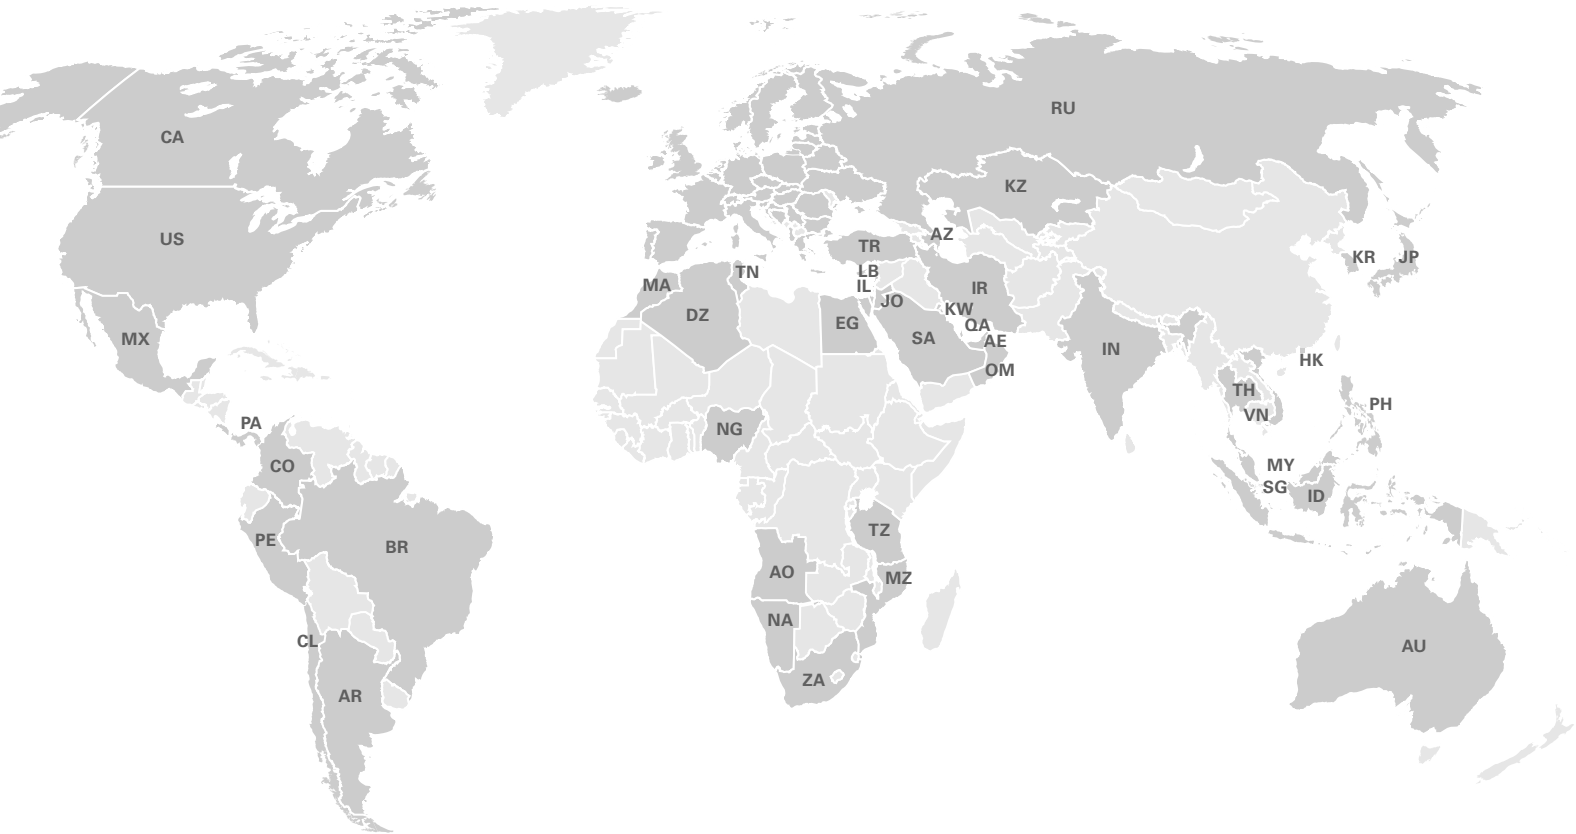 RU
CA
KZ
US
AZ
TR
KR
JP
TN
LB
MA
IL
IR
JO
KW
DZ
EG
QA
SA
MX
AE
IN
HK
OM
TH
PH
VN
PA
NG
CO
MY
SG
ID
TZ
PE
BR
AO
MZ
NA
CL
AU
ZA
AR